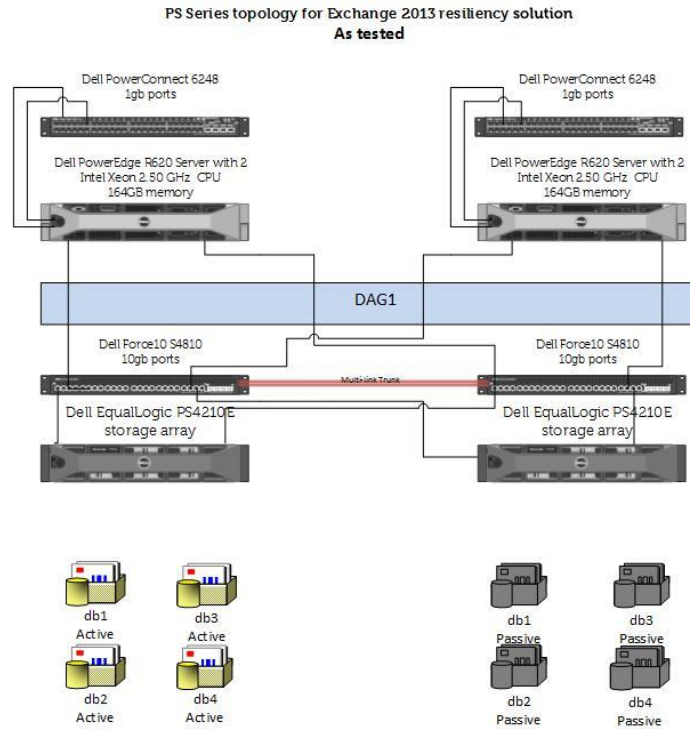 PS Series topology for Exchange 2013 resiliency solution
As tested
Dell PowerConnect 6248
1gb ports
Dell PowerConnect 6248
1gb ports
Dell PowerEdge R620 Server with 2
Intel Xeon 2.50 GHz CPU
164GB memory
Dell PowerEdge R620 Server with 2
Intel Xeon 2.50 GHz CPU
164GB memory
DAG1
Dell Force10 S4810
10gb ports
Dell Force10 S4810
10gb ports
Multi-link Trunk
Dell EqualLogic PS4210E
storage array
Dell EqualLogic PS4210E
storage array
db1
Active
db3
Active
db1
Passive
db3
Passive
db2
Active
db4
Active
db2
Passive
db4
Passive